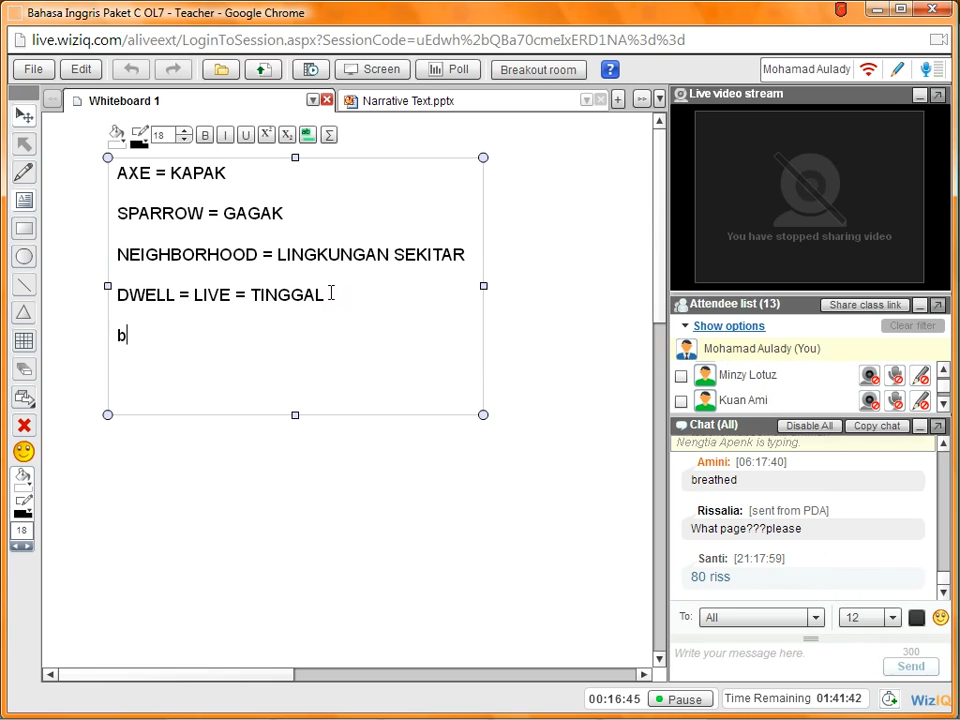 Bahasa Inggris Paket C OL7 - Teacher - Google Chrome
live.wiziq.com/aliveext/LoginToSession.aspx?SessionCode=uEdwh%2bQBa70cmeIxERD1NA%3d%3d
File Edit Screen Poll Breakout room ? Mohamad Aulady
Whiteboard 1 Narrative Text.pptx
18 B I U X² X₂ ab Σ
AXE = KAPAK
SPARROW = GAGAK
NEIGHBORHOOD = LINGKUNGAN SEKITAR
DWELL = LIVE = TINGGAL
b
18
Live video stream
You have stopped sharing video
Attendee list (13) Share class link
Show options Clear filter
Mohamad Aulady (You)
Minzy Lotuz
Kuan Ami
Chat (All) Disable All Copy chat
Nengtia Apenk is typing.
Amini: [06:17:40]
breathed
Rissalia: [sent from PDA]
What page???please
Santi: [21:17:59]
80 riss
To: All 12
Write your message here. 300
Send
00:16:45 Pause Time Remaining 01:41:42 WizIQ